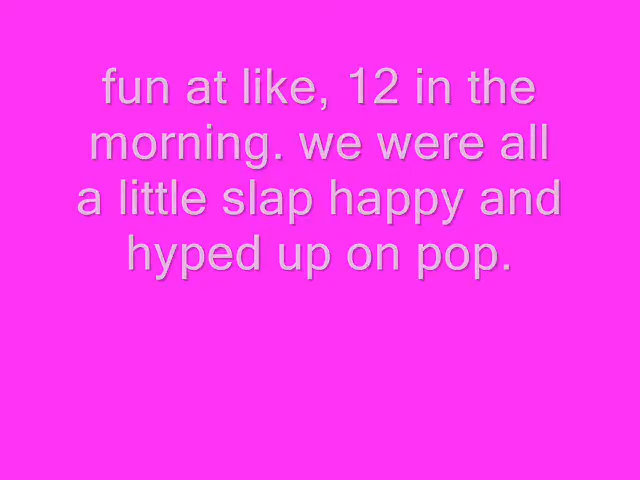 fun at like, 12 in the
morning. we were all
a little slap happy and
hyped up on pop.